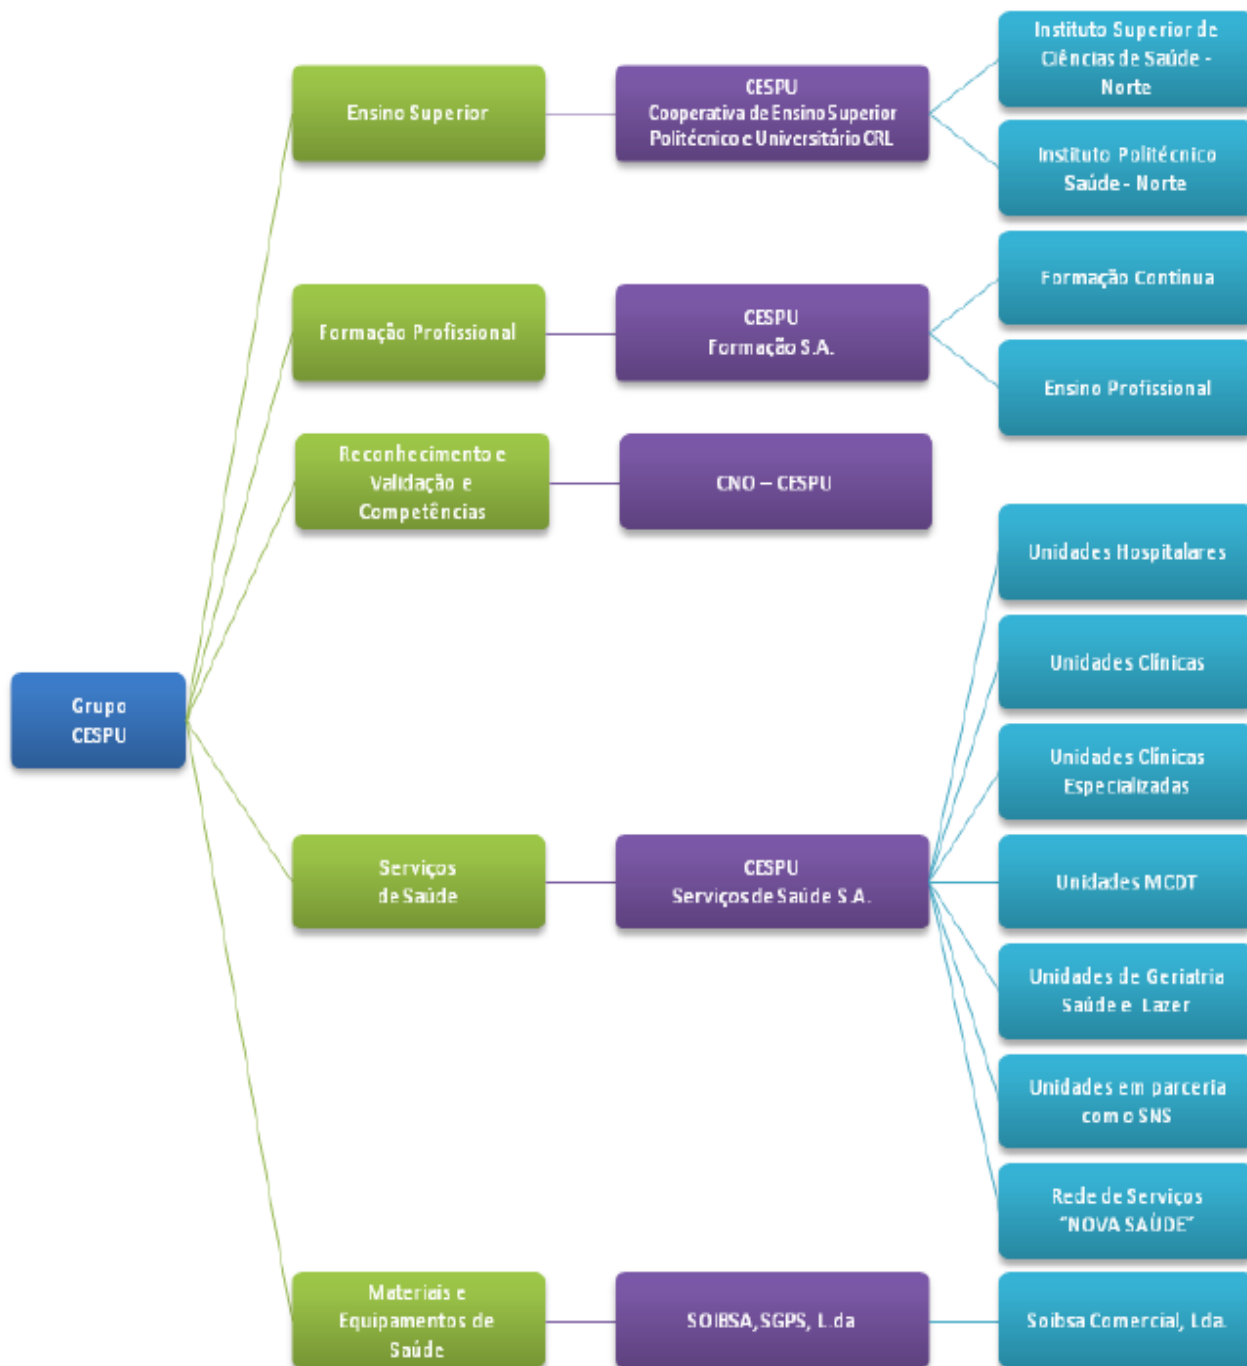 Grupo
CESPU
Ensino Superior
CESPU
Cooperativa de Ensino Superior
Politécnico e Universitário CRL
Instituto Superior de
Ciências de Saúde -
Norte
Instituto Politécnico
Saúde - Norte
Formação Profissional
CESPU
Formação S.A.
Formação Contínua
Ensino Profissional
Reconhecimento e
Validação e
Competências
CNO – CESPU
Serviços
de Saúde
CESPU
Serviços de Saúde S.A.
Unidades Hospitalares
Unidades Clínicas
Unidades Clínicas
Especializadas
Unidades MCDT
Unidades de Geriatria
Saúde e Lazer
Unidades em parceria
com o SNS
Rede de Serviços
“NOVA SAÚDE”
Materiais e
Equipamentos de
Saúde
SOIBSA,SGPS, L.da
Soibsa Comercial, Lda.